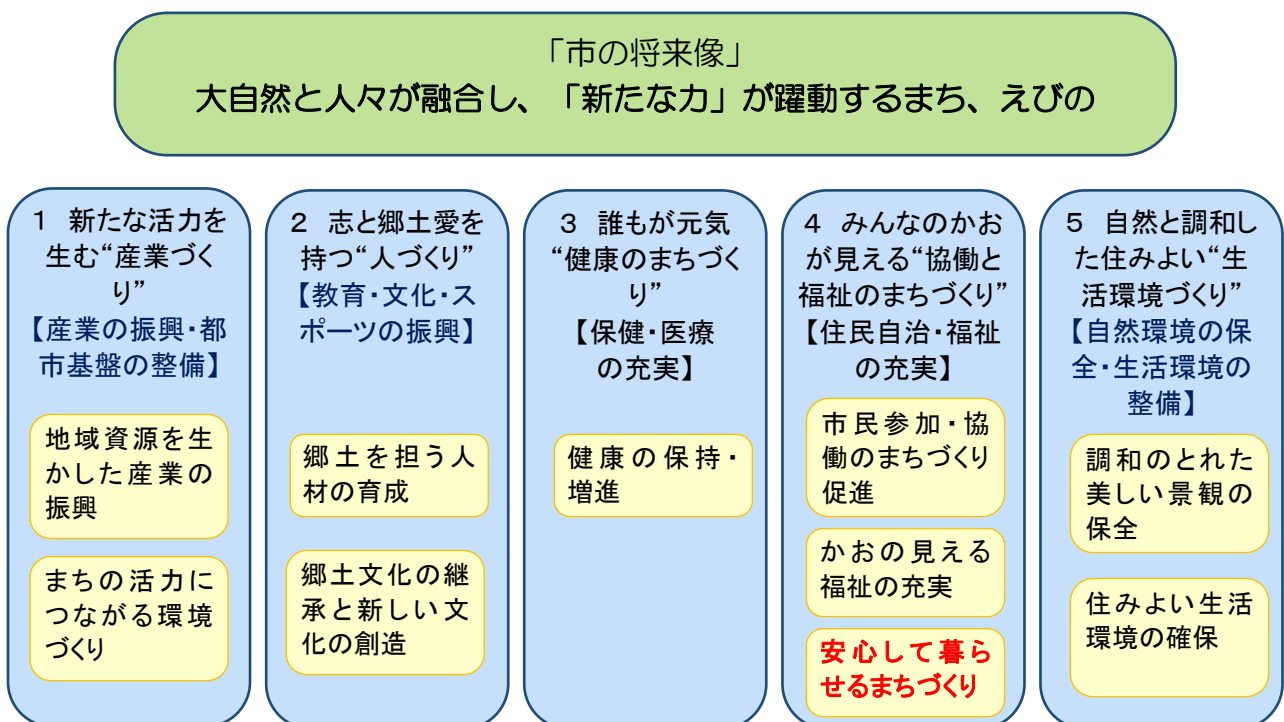 「市の将来像」
大自然と人々が融合し、「新たな力」が躍動するまち、えびの
1 新たな活力を
生む“産業づく
り”
【産業の振興・都
市基盤の整備】
地域資源を生
かした産業の
振興
まちの活力に
つながる環境
づくり
2 志と郷土愛を
持つ“人づくり”
【教育・文化・ス
ポーツの振興】
郷土を担う人
材の育成
郷土文化の継
承と新しい文
化の創造
3 誰もが元気
“健康のまちづく
り”
【保健・医療
の充実】
健康の保持・
増進
4 みんなのかお
が見える“協働と
福祉のまちづくり”
【住民自治・福祉
の充実】
市民参加・協
働のまちづくり
促進
かおの見える
福祉の充実
安心して暮ら
せるまちづくり
5 自然と調和し
た住みよい“生
活環境づくり”
【自然環境の保
全・生活環境の
整備】
調和のとれた
美しい景観の
保全
住みよい生活
環境の確保